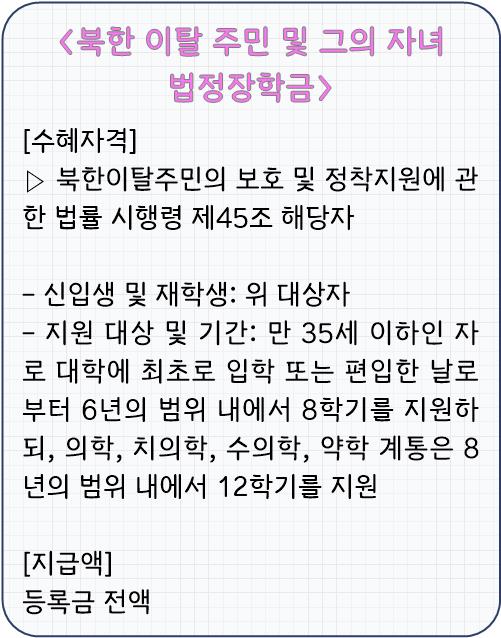 <북한 이탈 주민 및 그의 자녀
법정장학금>
[수혜자격]
▷ 북한이탈주민의 보호 및 정착지원에 관
한 법률 시행령 제45조 해당자
- 신입생 및 재학생: 위 대상자
- 지원 대상 및 기간: 만 35세 이하인 자
로 대학에 최초로 입학 또는 편입한 날로
부터 6년의 범위 내에서 8학기를 지원하
되, 의학, 치의학, 수의학, 약학 계통은 8
년의 범위 내에서 12학기를 지원
[지급액]
등록금 전액